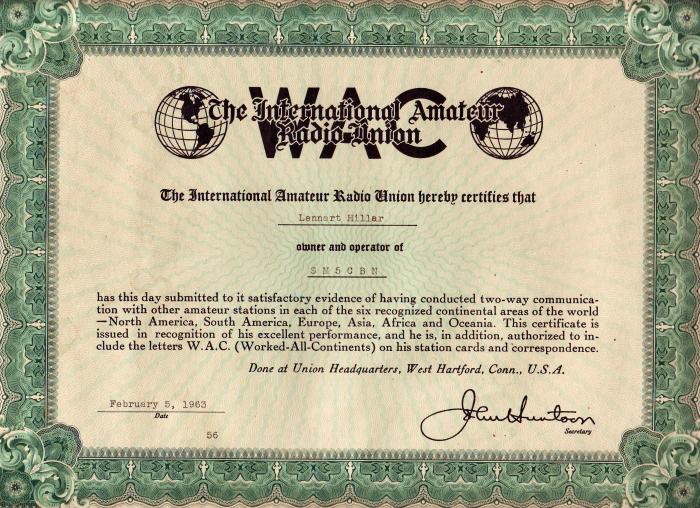 WAC
The International Amateur
Radio Union
The International Amateur Radio Union hereby certifies that
Lennart Hillar
owner and operator of
SM5CBN
has this day submitted to it satisfactory evidence of having conducted two-way communica-
tion with other amateur stations in each of the six recognized continental areas of the world
—North America, South America, Europe, Asia, Africa and Oceania. This certificate is
issued in recognition of his excellent performance, and he is, in addition, authorized to in-
clude the letters W.A.C. (Worked-All-Continents) on his station cards and correspondence.
Done at Union Headquarters, West Hartford, Conn., U.S.A.
February 5, 1963
Date
John Huntoon
Secretary
56